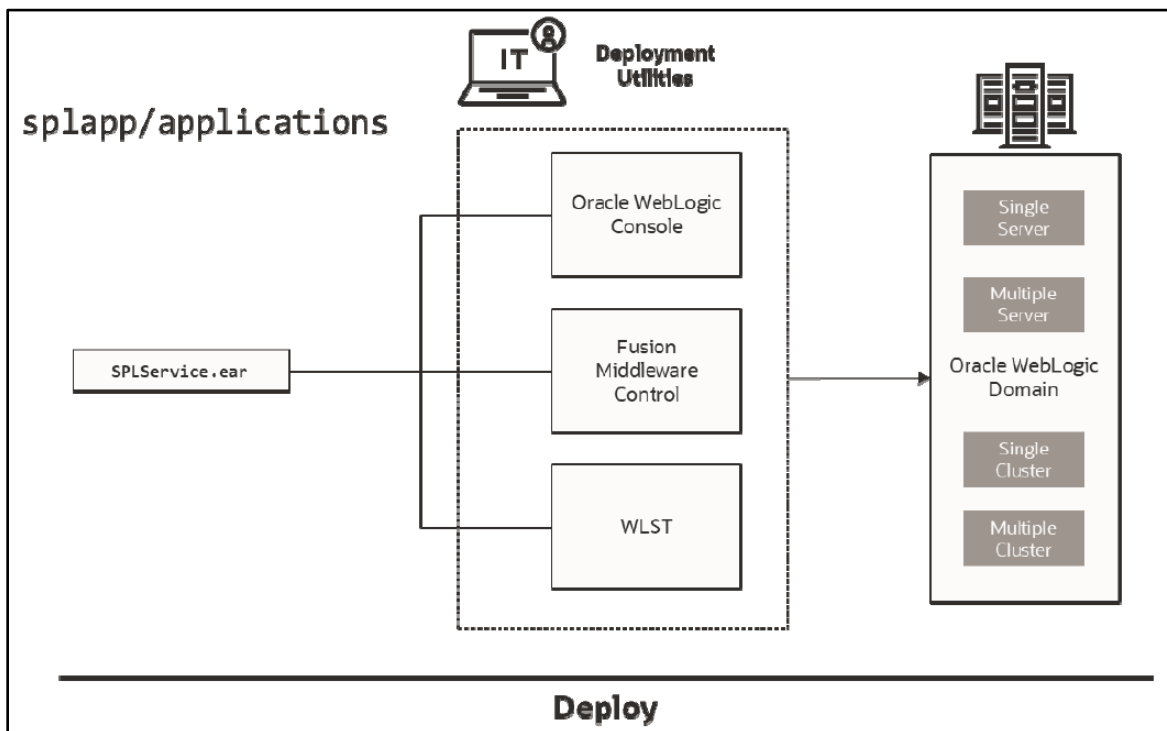 IT
Deployment
Utilities
splapp/applications
Oracle WebLogic
Console
Fusion
Middleware
Control
WLST
SPLService.ear
Single
Server
Multiple
Server
Oracle WebLogic
Domain
Single
Cluster
Multiple
Cluster
Deploy